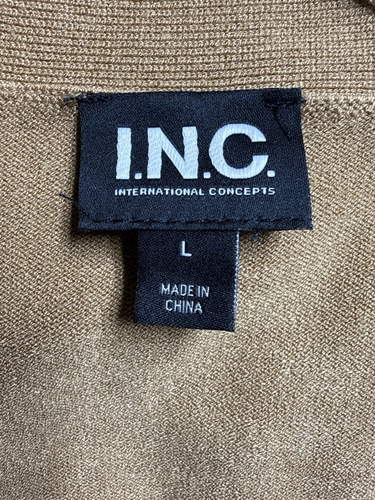 I.N.C.
INTERNATIONAL CONCEPTS
L
MADE IN
CHINA